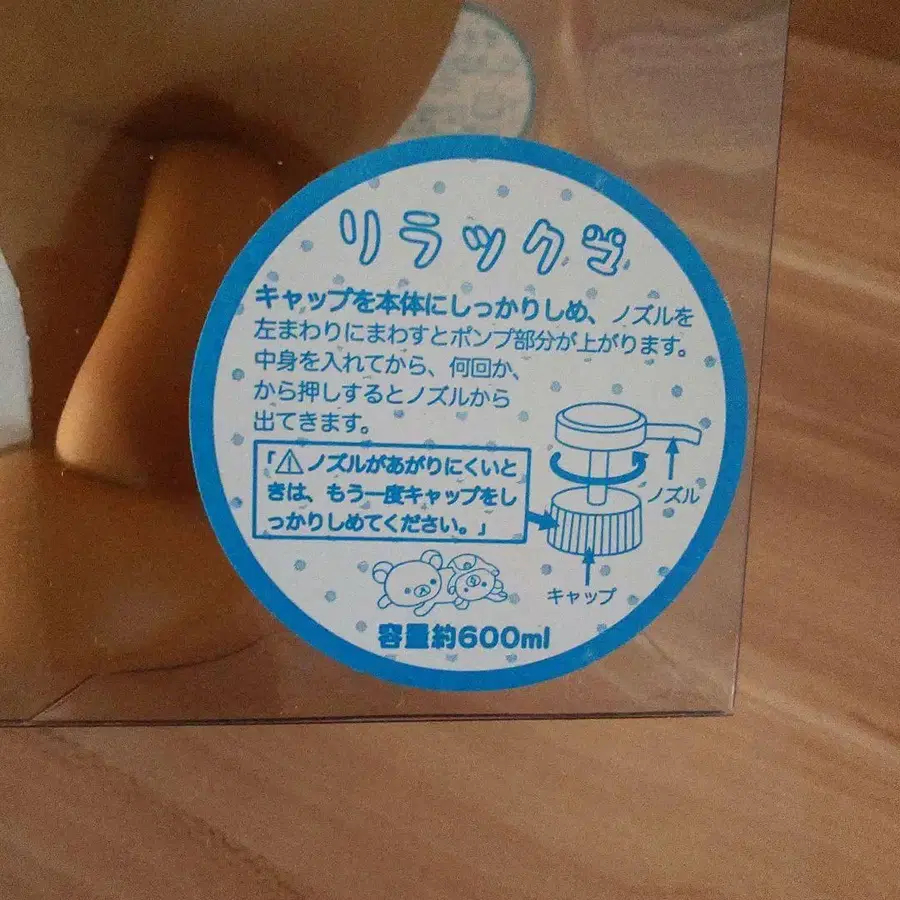 リラックマ
キャップを本体にしっかりしめ、ノズルを
左まわりにまわすとポンプ部分が上がります。
中身を入れてから、何回か、
から押しするとノズルから
出てきます。
「⚠ノズルがあがりにくいと
きは、もう一度キャップをし
っかりしめてください。」
ノズル
キャップ
容量約600ml